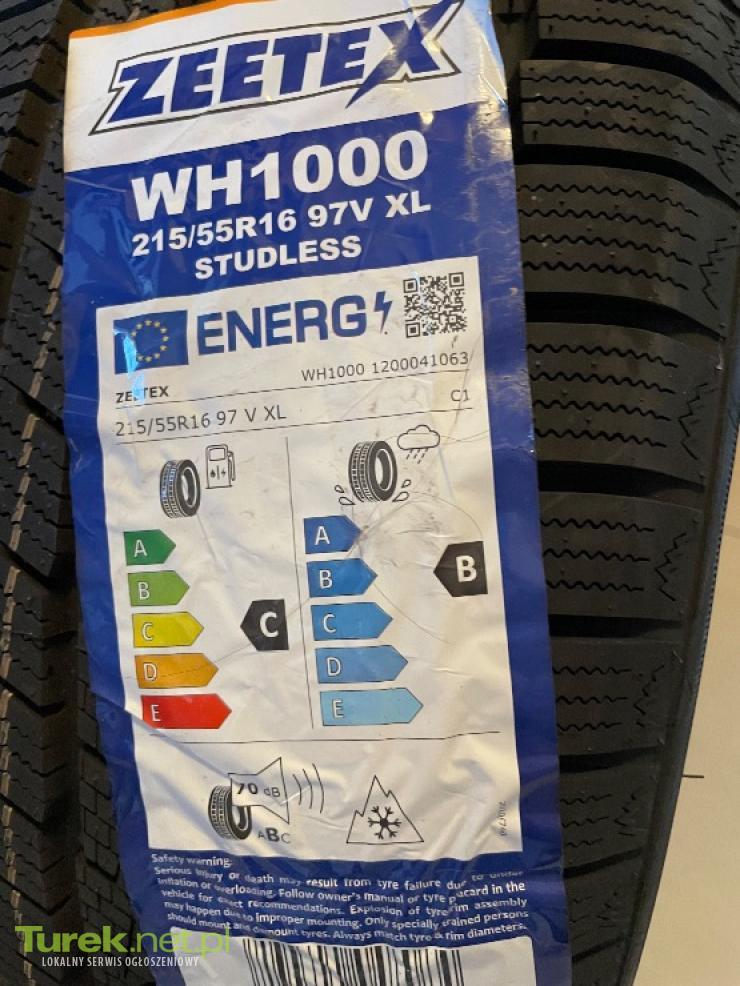 ZEETEX
WH1000
215/55R16 97V XL
STUDLESS
ENERG
ZEETEX
WH1000 1200041063
215/55R16 97 V XL
C1
A
B
C
D
E
C
A
B
C
D
E
B
70 dB
ABC
Safety warning:
Serious injury or death may result from tyre failure due to under
inflation or overloading. Follow owner's manual or tyre placard in the
vehicle for exact recommendations. Explosion of tyre/rim assembly
may happen due to improper mounting. Only specially trained persons
should mount and demount tyres. Always match tyre & rim diameters.
Turek.net.pl
LOKALNY SERWIS OGŁOSZENIOWY